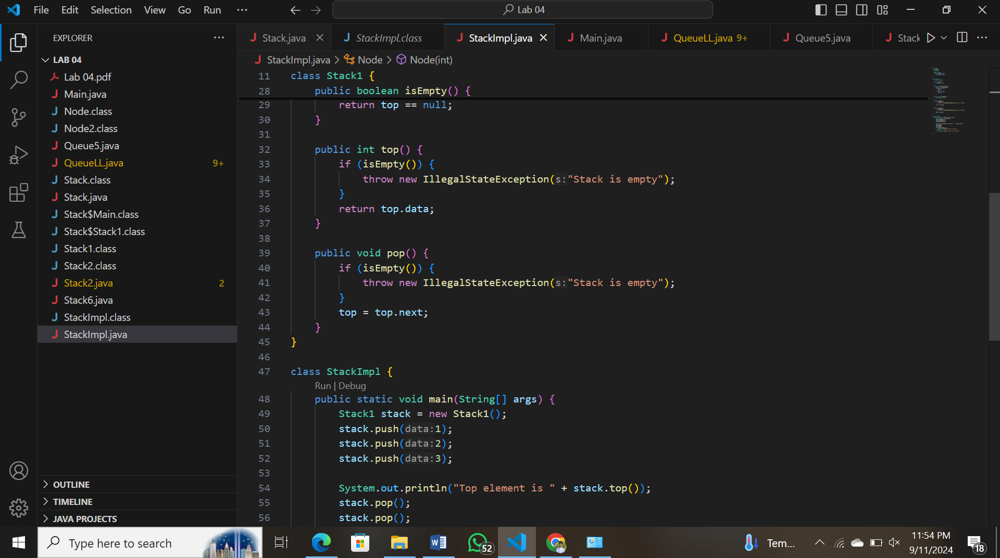 File Edit Selection View Go Run ··· Lab 04
EXPLORER
LAB 04
Lab 04.pdf
Main.java
Node.class
Node2.class
Queue5.java
QueueLL.java 9+
Stack.class
Stack.java
Stack$Main.class
Stack$Stack1.class
Stack1.class
Stack2.class
Stack2.java 2
Stack6.java
StackImpl.class
StackImpl.java
OUTLINE
TIMELINE
JAVA PROJECTS
Stack.java StackImpl.class StackImpl.java Main.java QueueLL.java 9+ Queue5.java Stack
StackImpl.java > Node > Node(int)
11 class Stack1 {
28 public boolean isEmpty() {
29 return top == null;
30 }
31
32 public int top() {
33 if (isEmpty()) {
34 throw new IllegalStateException(s:"Stack is empty");
35 }
36 return top.data;
37 }
38
39 public void pop() {
40 if (isEmpty()) {
41 throw new IllegalStateException(s:"Stack is empty");
42 }
43 top = top.next;
44 }
45 }
46
47 class StackImpl {
Run | Debug
48 public static void main(String[] args) {
49 Stack1 stack = new Stack1();
50 stack.push(data:1);
51 stack.push(data:2);
52 stack.push(data:3);
53
54 System.out.println("Top element is " + stack.top());
55 stack.pop();
56 stack.pop();
Type here to search
52
Tem...
11:54 PM
9/11/2024
18